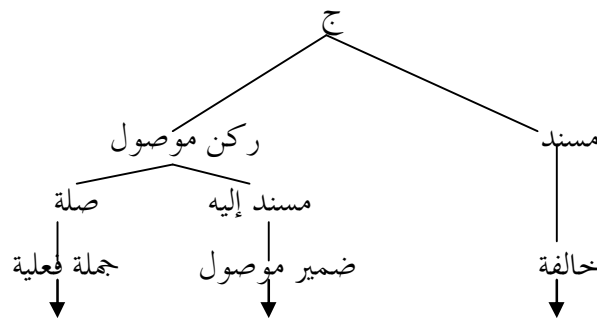 ج
مسند ركن موصول
مسند إليه صلة
خالفة ضمير موصول جملة فعلية